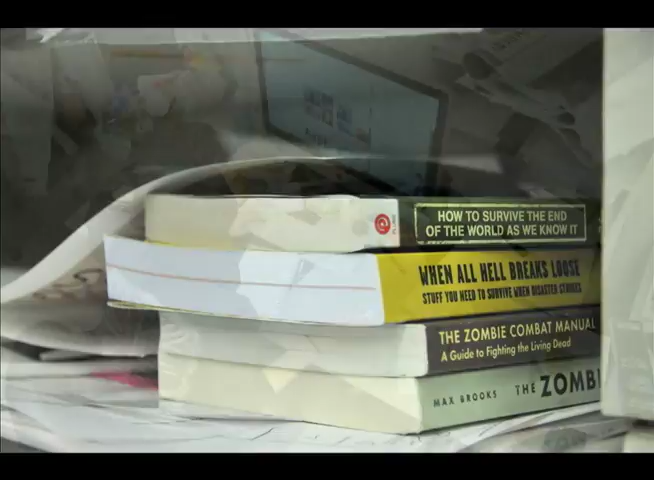 HOW TO SURVIVE THE END
OF THE WORLD AS WE KNOW IT
PLUME
WHEN ALL HELL BREAKS LOOSE
STUFF YOU NEED TO SURVIVE WHEN DISASTER STRIKES
THE ZOMBIE COMBAT MANUAL
A Guide to Fighting the Living Dead
MAX BROOKS THE ZOMB